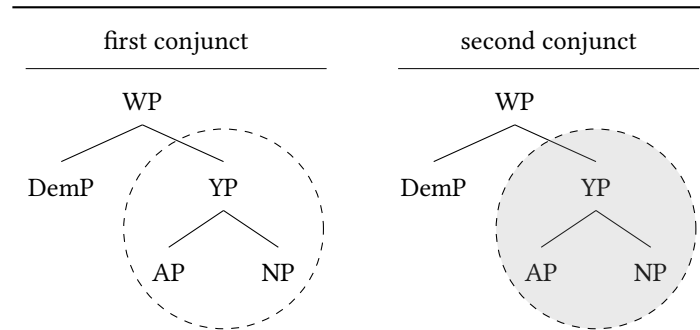 first conjunct second conjunct
WP WP
DemP YP DemP YP
AP NP AP NP